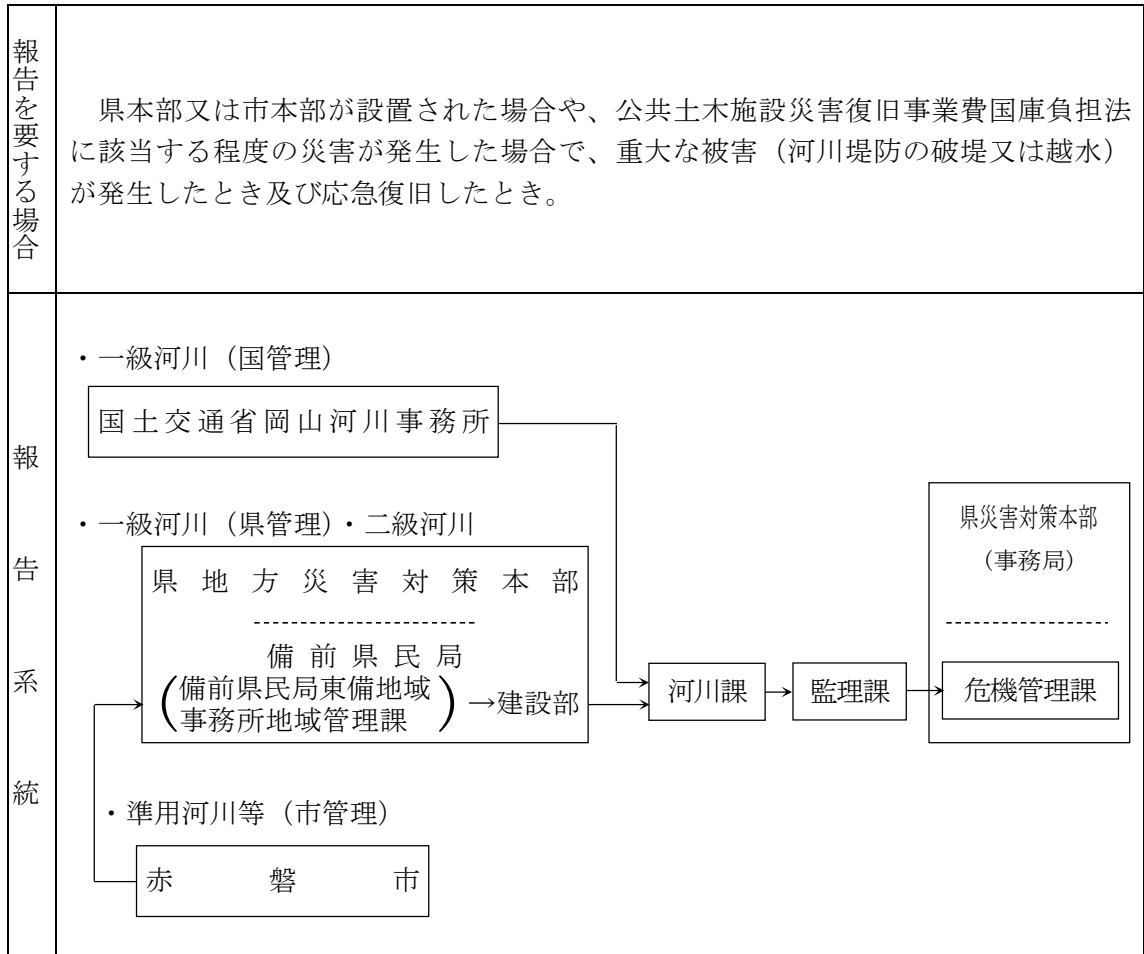 報告を要する場合
県本部又は市本部が設置された場合や、公共土木施設災害復旧事業費国庫負担法
に該当する程度の災害が発生した場合で、重大な被害（河川堤防の破堤又は越水）
が発生したとき及び応急復旧したとき。
報告系統
・一級河川（国管理）
国土交通省岡山河川事務所
・一級河川（県管理）・二級河川
県地方災害対策本部
備前県民局
（備前県民局東備地域
事務所地域管理課）→建設部
河川課
監理課
県災害対策本部
（事務局）
危機管理課
・準用河川等（市管理）
赤磐市